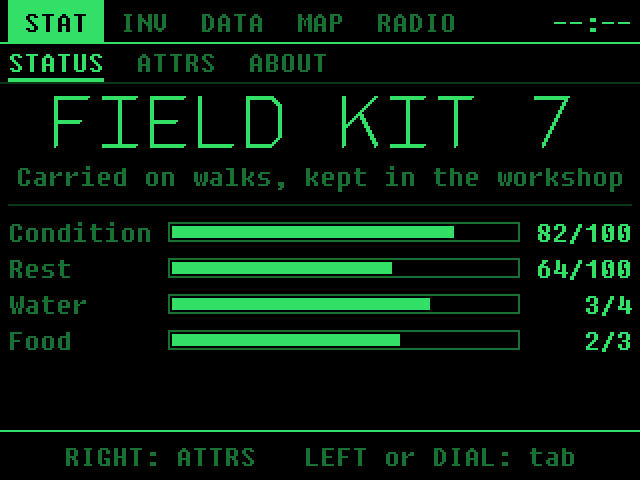 STAT INV DATA MAP RADIO --:--
STATUS ATTRS ABOUT
FIELD KIT 7
Carried on walks, kept in the workshop
Condition 82/100
Rest 64/100
Water 3/4
Food 2/3
RIGHT: ATTRS LEFT or DIAL: tab